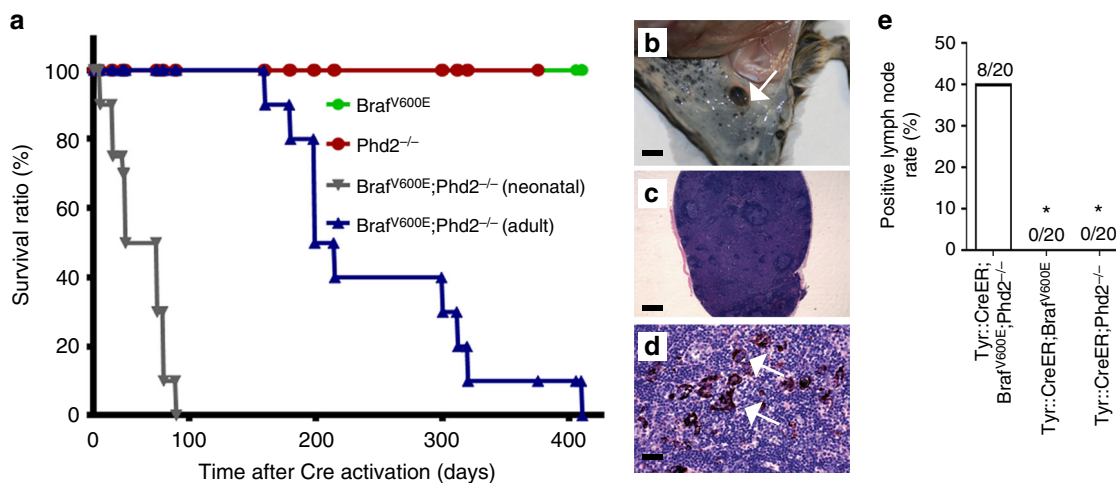 a
100
80
60
40
20
0
Survival ratio (%)
0 100 200 300 400
Time after Cre activation (days)
Braf^V600E
Phd2^–/–
Braf^V600E;Phd2^–/– (neonatal)
Braf^V600E;Phd2^–/– (adult)
b
c
d
e
50
40
30
20
10
0
Positive lymph node
rate (%)
8/20
* *
0/20 0/20
Tyr::CreER;
Braf^V600E;Phd2^–/–
Tyr::CreER;Braf^V600E
Tyr::CreER;Phd2^–/–